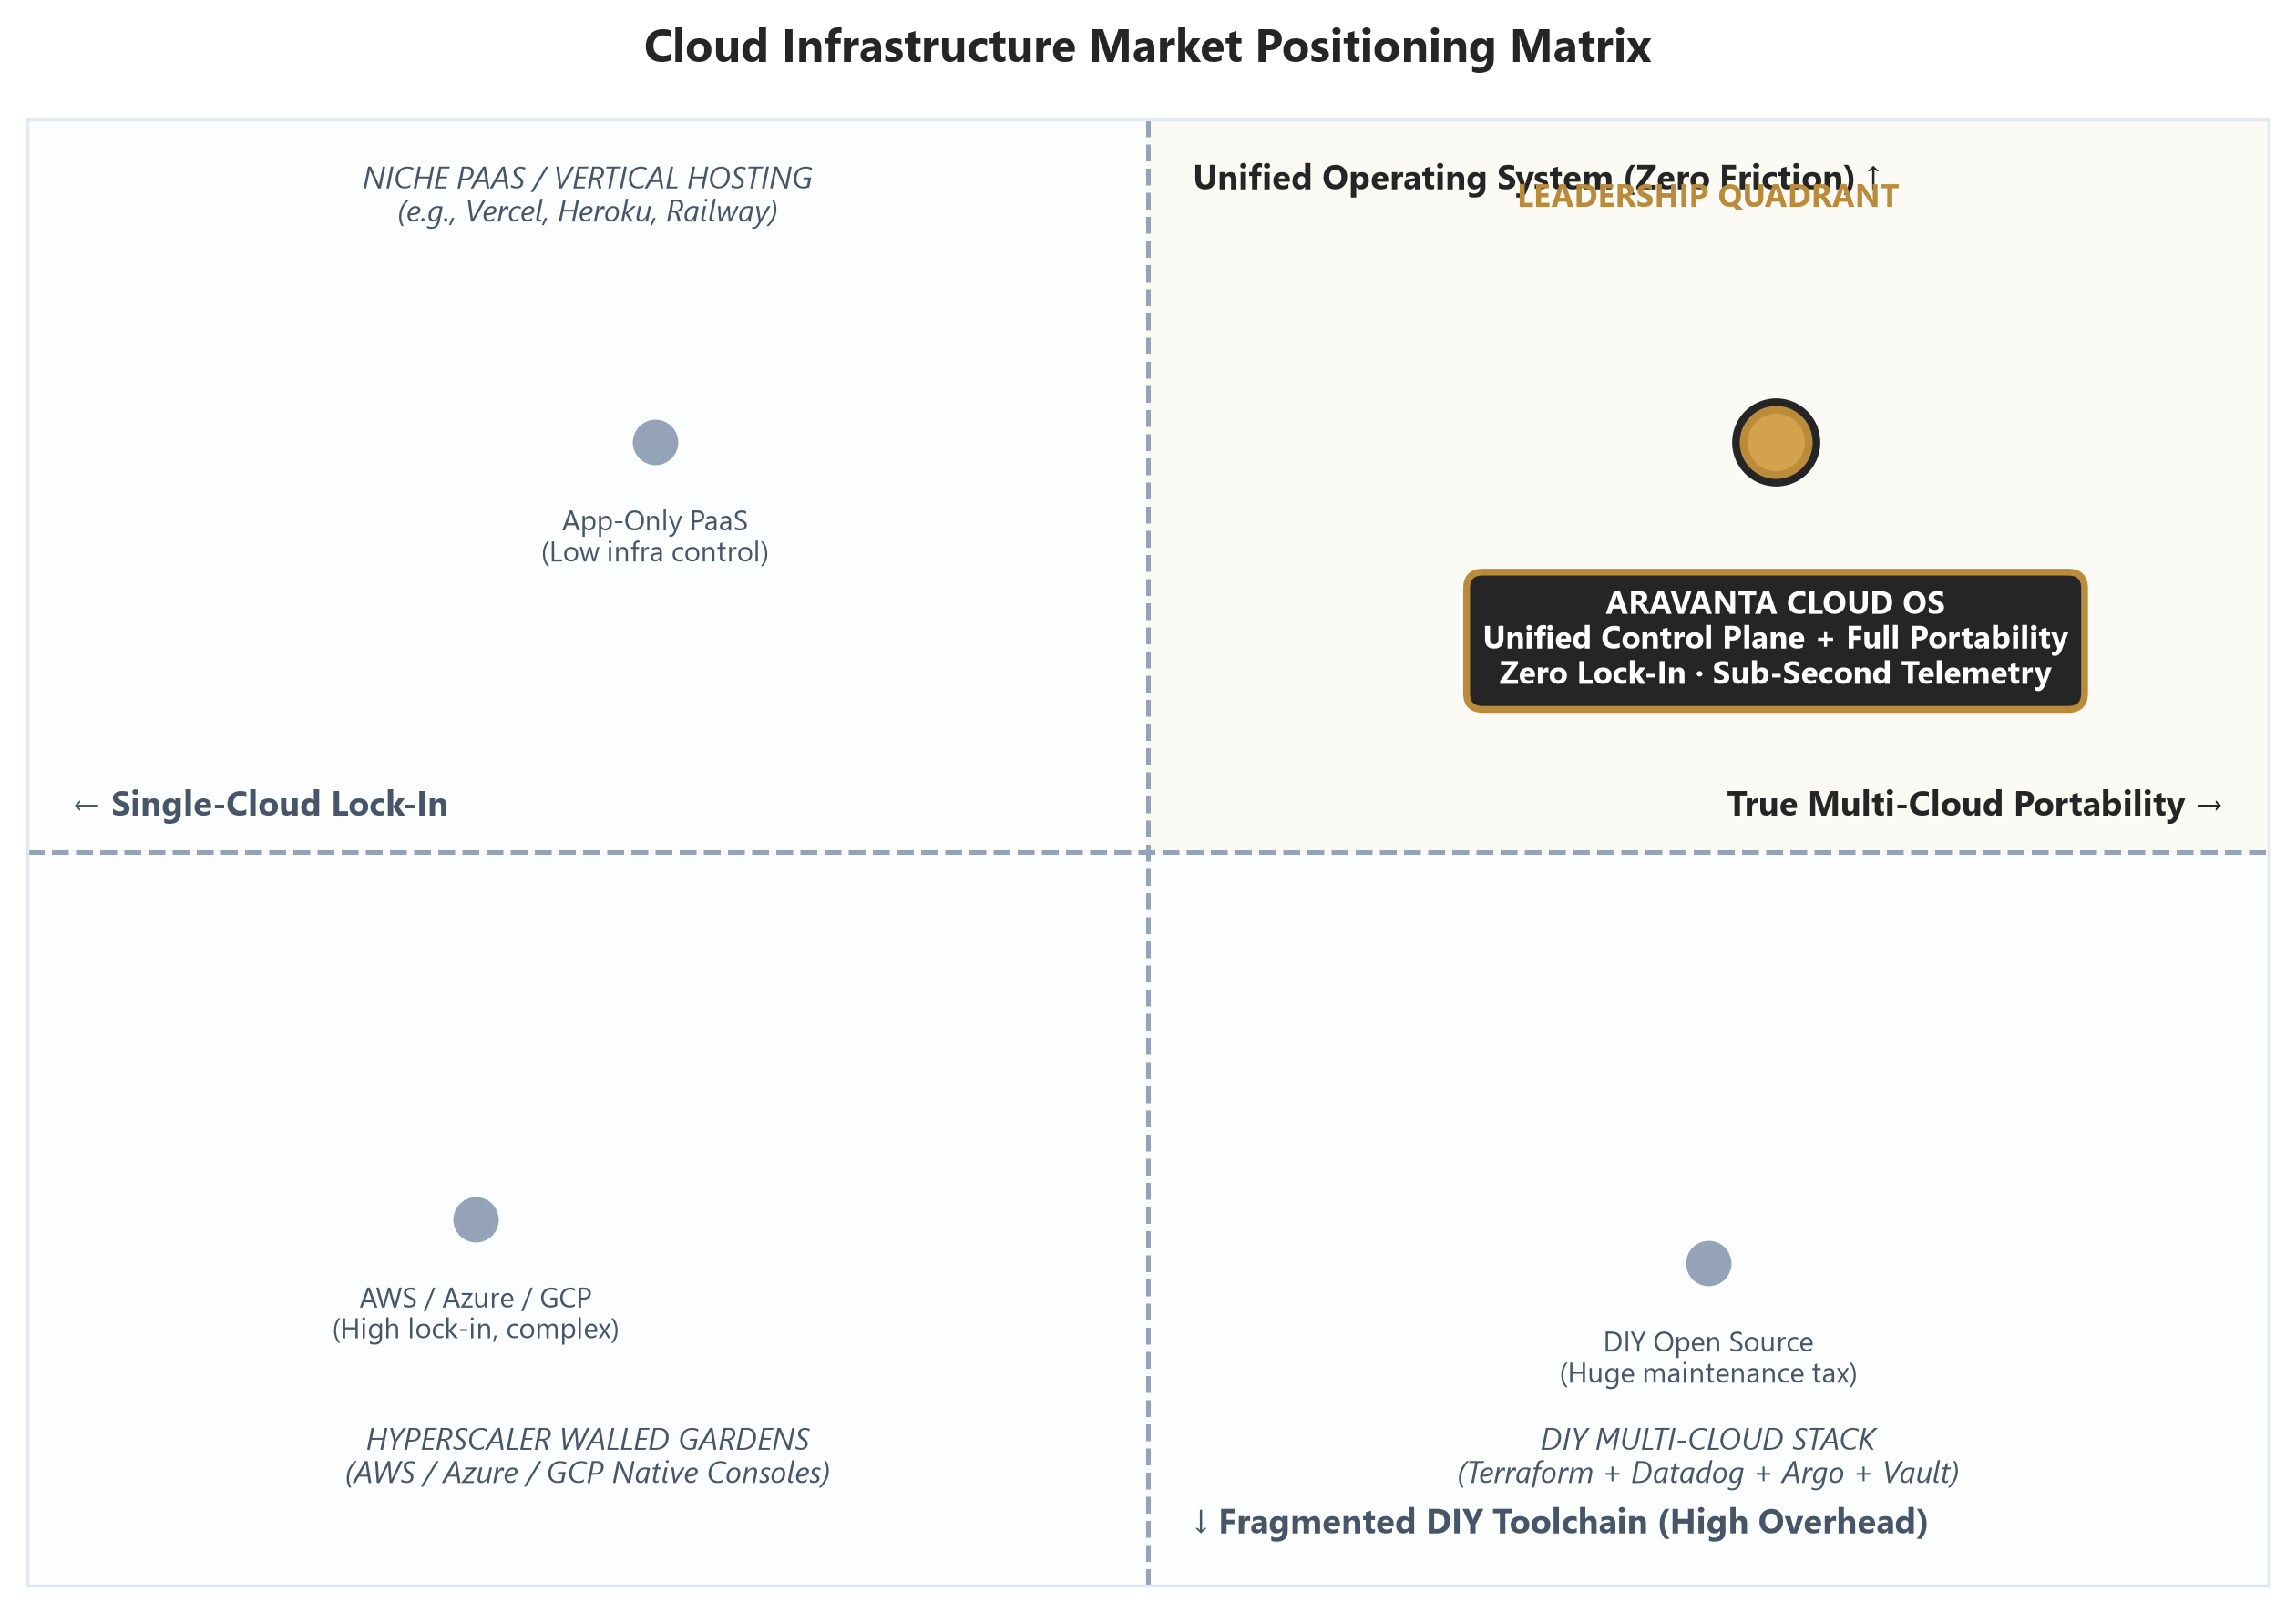 Cloud Infrastructure Market Positioning Matrix
NICHE PAAS / VERTICAL HOSTING
(e.g., Vercel, Heroku, Railway)
Unified Operating System (Zero Friction) ↑
LEADERSHIP QUADRANT
App-Only PaaS
(Low infra control)
ARAVANTA CLOUD OS
Unified Control Plane + Full Portability
Zero Lock-In · Sub-Second Telemetry
← Single-Cloud Lock-In
True Multi-Cloud Portability →
AWS / Azure / GCP
(High lock-in, complex)
HYPERSCALER WALLED GARDENS
(AWS / Azure / GCP Native Consoles)
DIY Open Source
(Huge maintenance tax)
DIY MULTI-CLOUD STACK
(Terraform + Datadog + Argo + Vault)
↓ Fragmented DIY Toolchain (High Overhead)